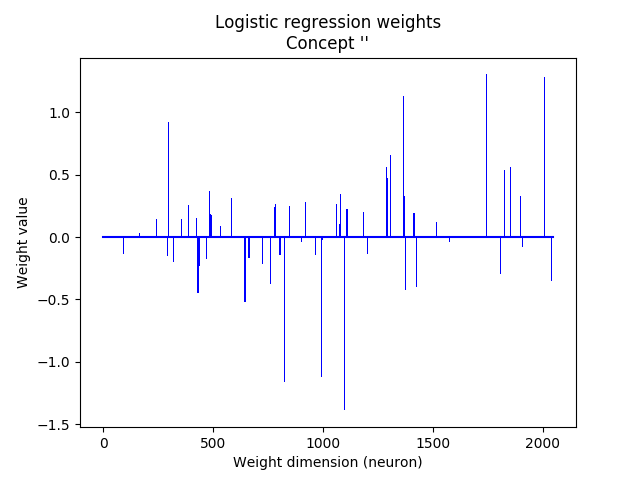 Logistic regression weights
Concept ''
1.0
0.5
0.0
−0.5
−1.0
−1.5
Weight value
0
500
1000
1500
2000
Weight dimension (neuron)